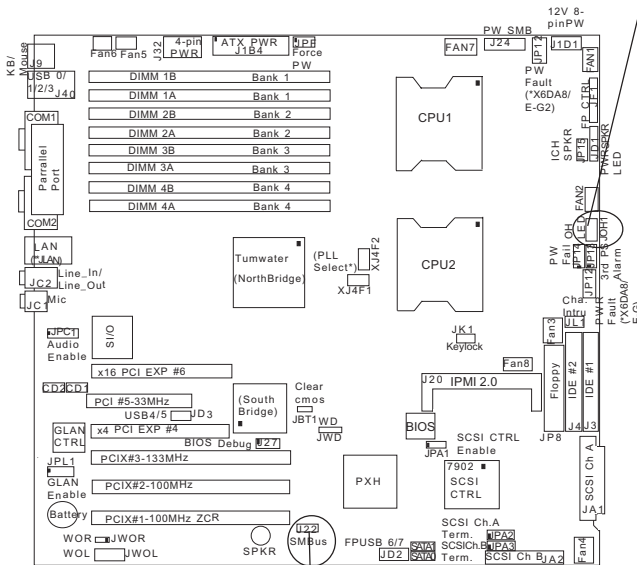 12V 8-
pinPW
PW SMB
KB/
Mouse
J9
USB 0/
1/2/3
J40
Fan6
Fan5
J32
4-pin
PWR
ATX PWR
J1B4
JPF
Force
PW
FAN7
J24
JP12
J1D1
FAN1
PW
Fault
(*X6DA8/
E-G2)
FP CTRL
JF1
ICH
SPKR
JP15
JD1
PWRSPKR
LED
DIMM 1B Bank 1
DIMM 1A Bank 1
DIMM 2B Bank 2
DIMM 2A Bank 2
DIMM 3B Bank 3
DIMM 3A Bank 3
DIMM 4B Bank 4
DIMM 4A Bank 4
CPU1
COM1
Parrallel
Port
COM2
FAN2
OH
LED
JOH1
PW
Fail
JP14
JP11
3rd PS
Alarm
JP12
PWR
Fault
(*X6DA8/
E-G)
LAN
(*JLAN)
JC2
Line_In/
Line_Out
JC1
Mic
Tumwater
(NorthBridge)
(PLL
Select*)
XJ4F2
XJ4F1
CPU2
Cha.
Intru
JL1
Fan3
JPC1
Audio
Enable
SI/O
JK1
Keylock
Fan8
x16 PCI EXP #6
CD2
CD1
PCI #5-33MHz
USB4/5
JD3
(South
Bridge)
Clear
cmos
JBT1
J20
IPMI 2.0
Floppy
IDE #2
IDE #1
GLAN
CTRL
x4 PCI EXP #4
WD
JWD
BIOS
JP8
J4
J3
BIOS Debug
J27
SCSI CTRL
Enable
JPA1
JPL1
GLAN
Enable
PCIX#3-133MHz
PCIX#2-100MHz
PXH
7902
SCSI
CTRL
SCSI Ch A
JA1
Battery
PCIX#1-100MHz ZCR
WOR
JWOR
WOL
JWOL
SPKR
J22
SMBus
FPUSB 6/7
JD2
SATA1
SATA0
SCSI Ch.A
Term.
JPA2
SCSICh.B
Term.
JPA3
SCSI Ch B
JA2
Fan4